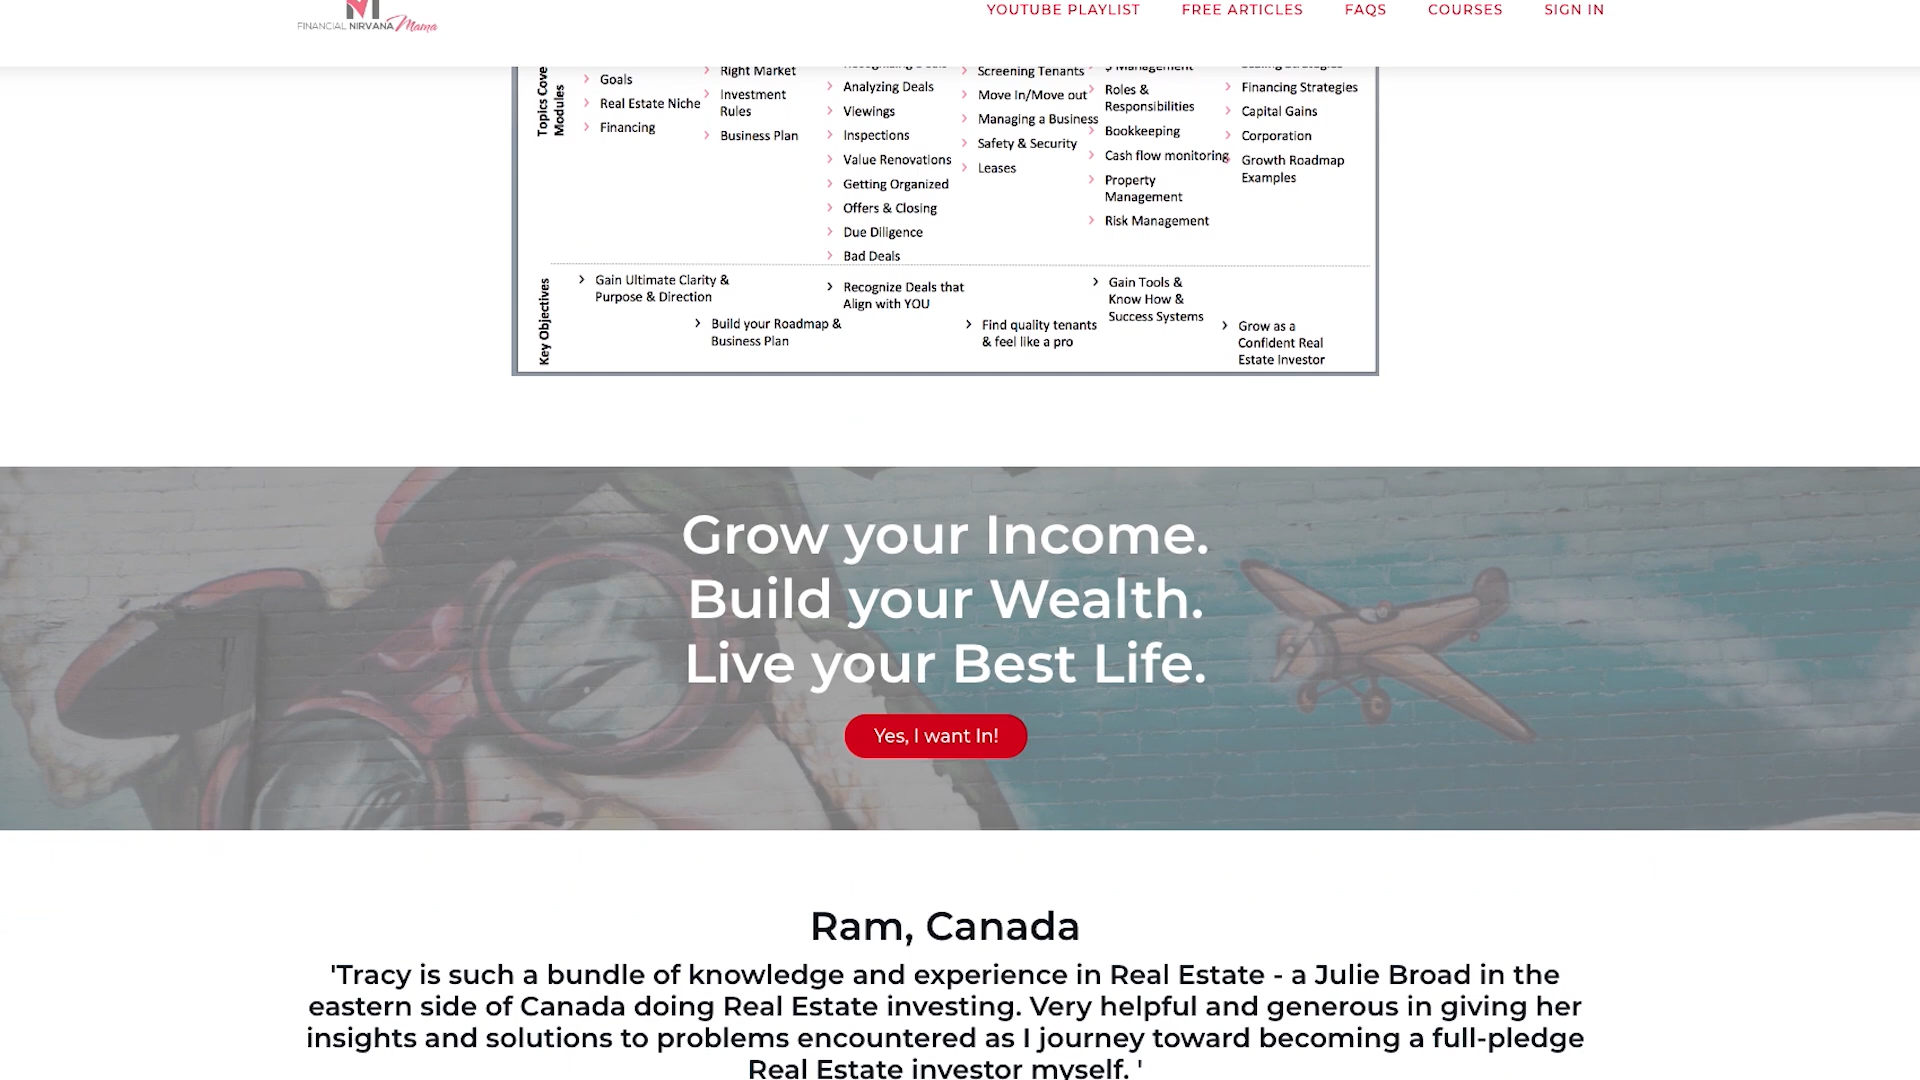 FINANCIAL NIRVANA Mama
YOUTUBE PLAYLIST
FREE ARTICLES
FAQS
COURSES
SIGN IN
Topics Cove
Modules
Goals
Real Estate Niche
Financing
Right Market
Investment
Rules
Business Plan
Analyzing Deals
Viewings
Inspections
Value Renovations
Getting Organized
Offers & Closing
Due Diligence
Bad Deals
Screening Tenants
Move In/Move out
Managing a Business
Safety & Security
Leases
$ Management
Roles &
Responsibilities
Bookkeeping
Cash flow monitoring
Property
Management
Risk Management
Financing Strategies
Capital Gains
Corporation
Growth Roadmap
Examples
Key Objectives
Gain Ultimate Clarity &
Purpose & Direction
Build your Roadmap &
Business Plan
Recognize Deals that
Align with YOU
Find quality tenants
& feel like a pro
Gain Tools &
Know How &
Success Systems
Grow as a
Confident Real
Estate Investor
Grow your Income.
Build your Wealth.
Live your Best Life.
Yes, I want In!
Ram, Canada
'Tracy is such a bundle of knowledge and experience in Real Estate - a Julie Broad in the
eastern side of Canada doing Real Estate investing. Very helpful and generous in giving her
insights and solutions to problems encountered as I journey toward becoming a full-pledge
Real Estate investor myself. '